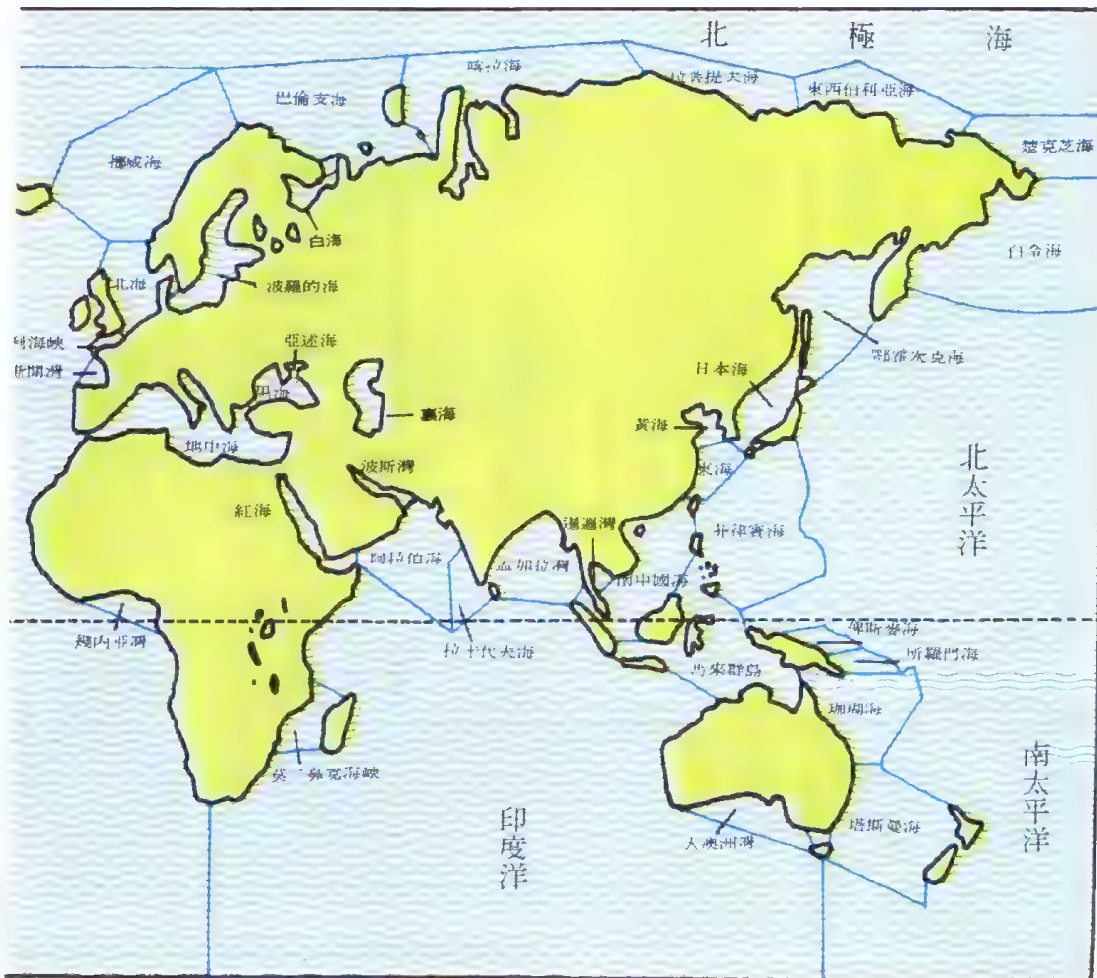 北極海
喀拉海
拉普提夫海
東西伯利亞海
巴倫支海
楚克芝海
挪威海
白海
白令海
北海
波羅的海
海峽
亞述海
鄂霍次克海
日本海
黑海
裏海
黃海
地中海
波斯灣
東海
北太平洋
紅海
暹邏灣
菲律賓海
阿拉伯海
孟加拉灣
南中國海
幾內亞灣
俾斯麥海
拉卡代夫海
所羅門海
馬來群島
珊瑚海
莫三鼻克海峽
南太平洋
印度洋
大澳洲灣
塔斯曼海